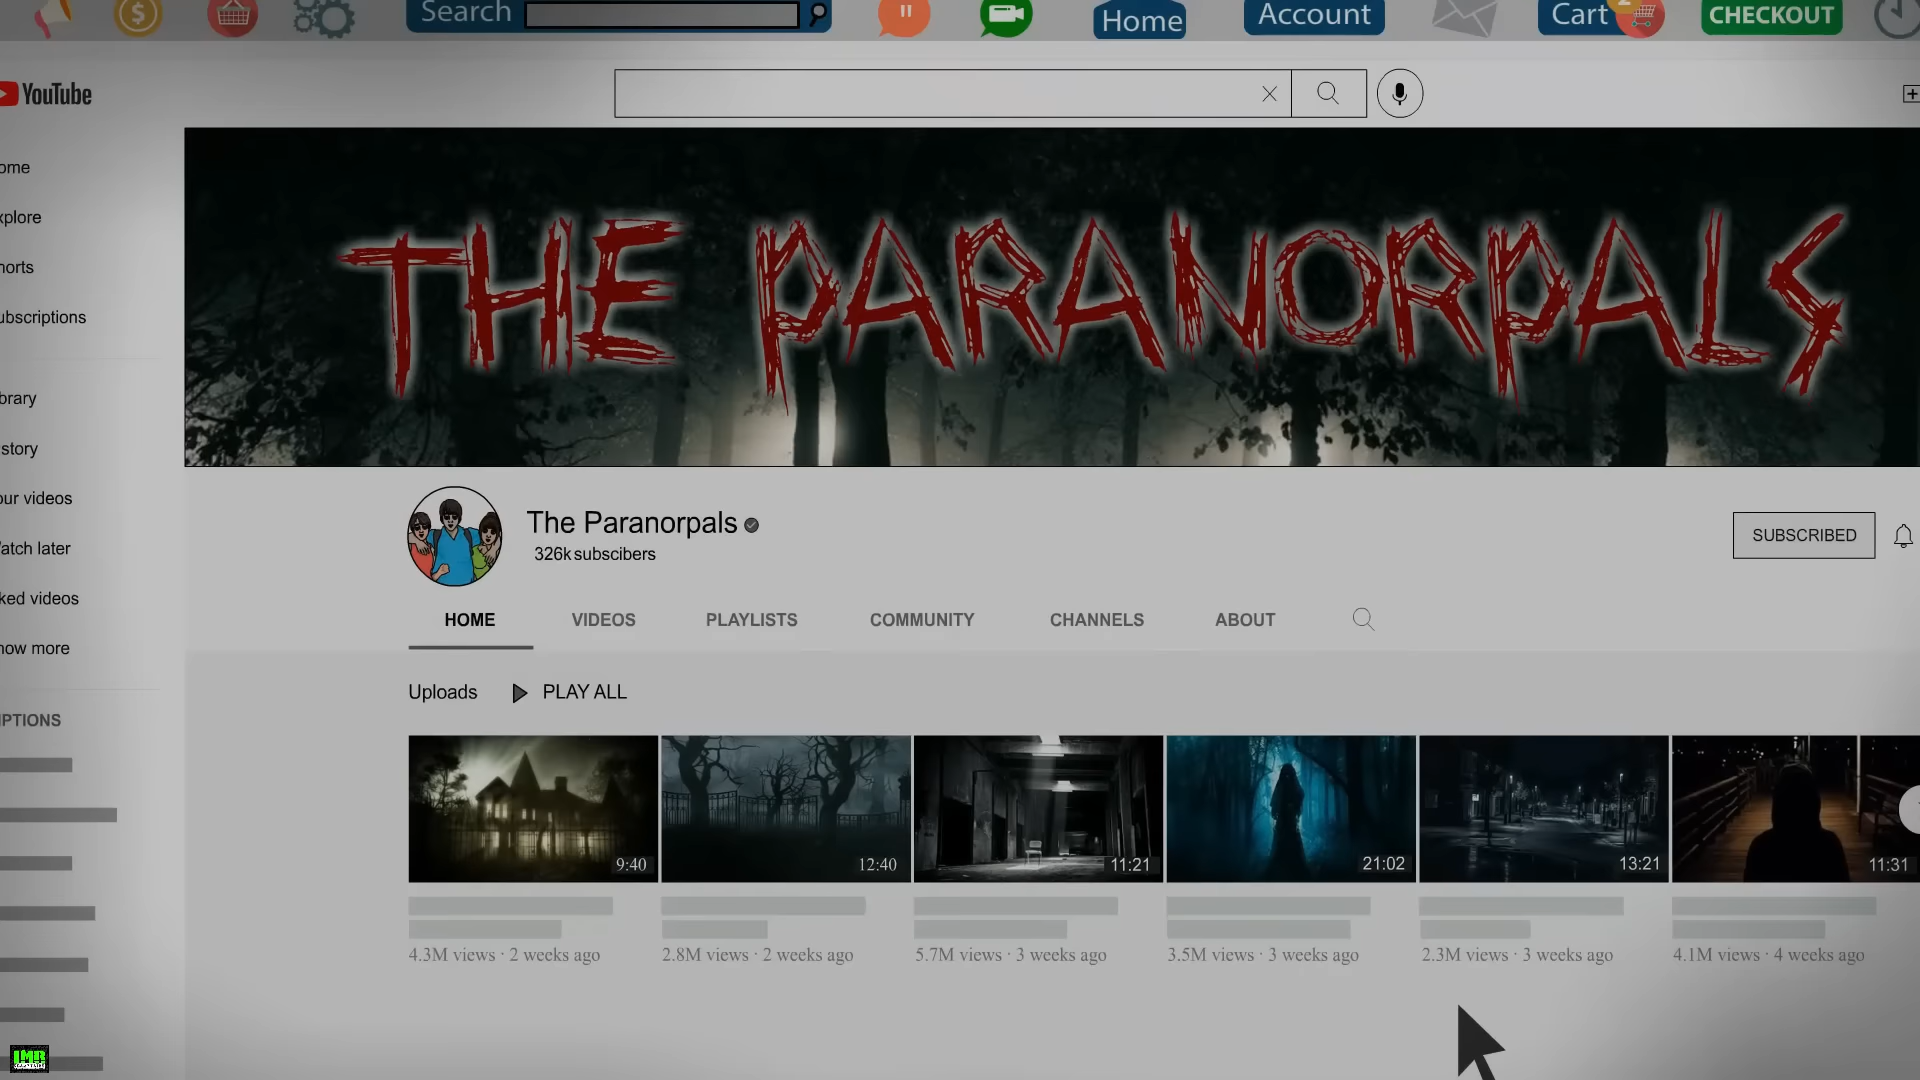 Search
"
Home
Account
Cart
2
CHECKOUT
YouTube
ome
xplore
horts
ubscriptions
brary
story
our videos
atch later
ked videos
how more
IPTIONS
THE PARANORPALS
The Paranorpals
326k subscibers
SUBSCRIBED
HOME VIDEOS PLAYLISTS COMMUNITY CHANNELS ABOUT
Uploads PLAY ALL
9:40
12:40
11:21
21:02
13:21
11:31
4.3M views · 2 weeks ago
2.8M views · 2 weeks ago
5.7M views · 3 weeks ago
3.5M views · 3 weeks ago
2.3M views · 3 weeks ago
4.1M views · 4 weeks ago